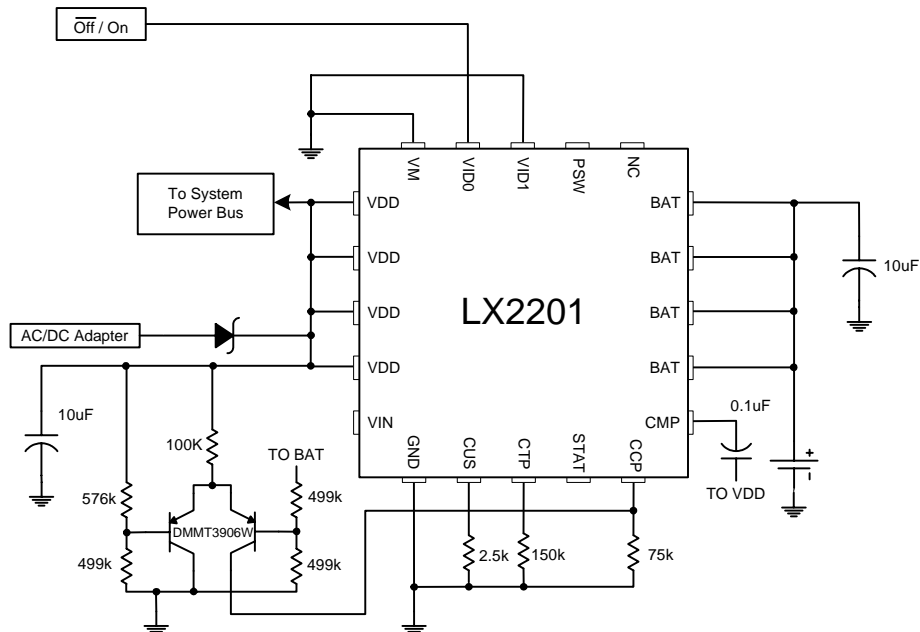 Off / On
VM
VID0
VID1
PSW
NC
To System
Power Bus
VDD
BAT
VDD
BAT
10uF
LX2201
VDD
BAT
AC/DC Adapter
VDD
BAT
10uF
VIN
CMP
0.1uF
100K
TO BAT
GND
CUS
CTP
STAT
CCP
+
-
TO VDD
576k
499k
DMMT3906W
499k
499k
2.5k
150k
75k